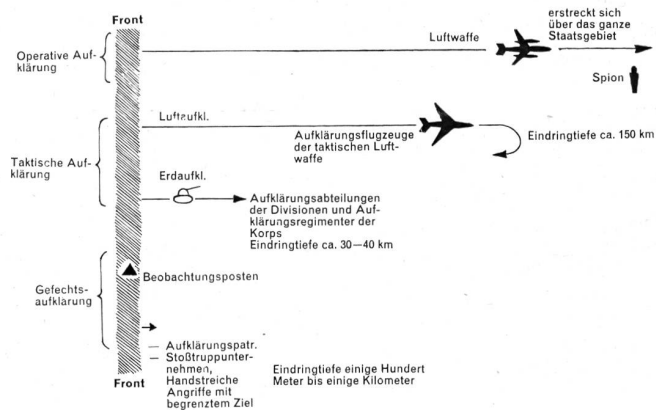 Front
erstreckt sich
über das ganze
Staatsgebiet
Operative Auf-
klärung
Luftwaffe
Spion
Luftaufkl.
Aufklärungsflugzeuge
der taktischen Luft-
waffe
Eindringtiefe ca. 150 km
Taktische Auf-
klärung
Erdaufkl.
Aufklärungsabteilungen
der Divisionen und Auf-
klärungsregimenter der
Korps
Eindringtiefe ca. 30—40 km
Gefechts-
aufklärung
Beobachtungsposten
— Aufklärungspatr.
— Stoßtruppunter-
nehmen,
Handstreiche
Angriffe mit
begrenztem Ziel
Eindringtiefe einige Hundert
Meter bis einige Kilometer
Front